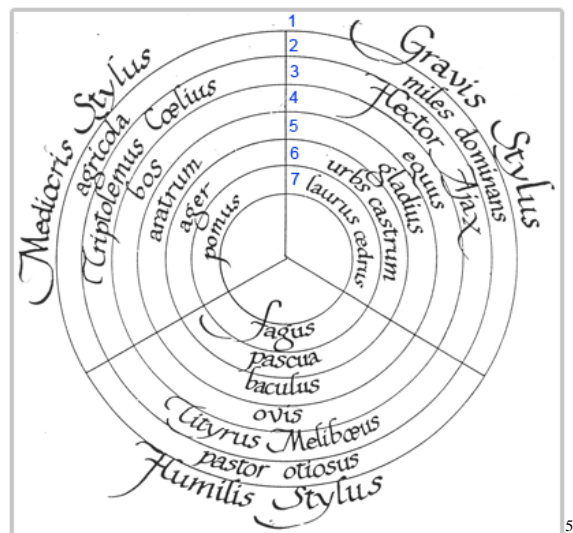 1
2
3
4
5
6
7
Gravis Stylus
miles dominans
Hector Ajax
equus
gladius
urbs castrum
laurus cedrus.
Mediocris Stylus
agricola
Triptolemus Cœlius
bos
aratrum
ager
pomus
fagus
pascua
baculus
ovis
Tityrus Melibœus
pastor otiosus
Humilis Stylus
5